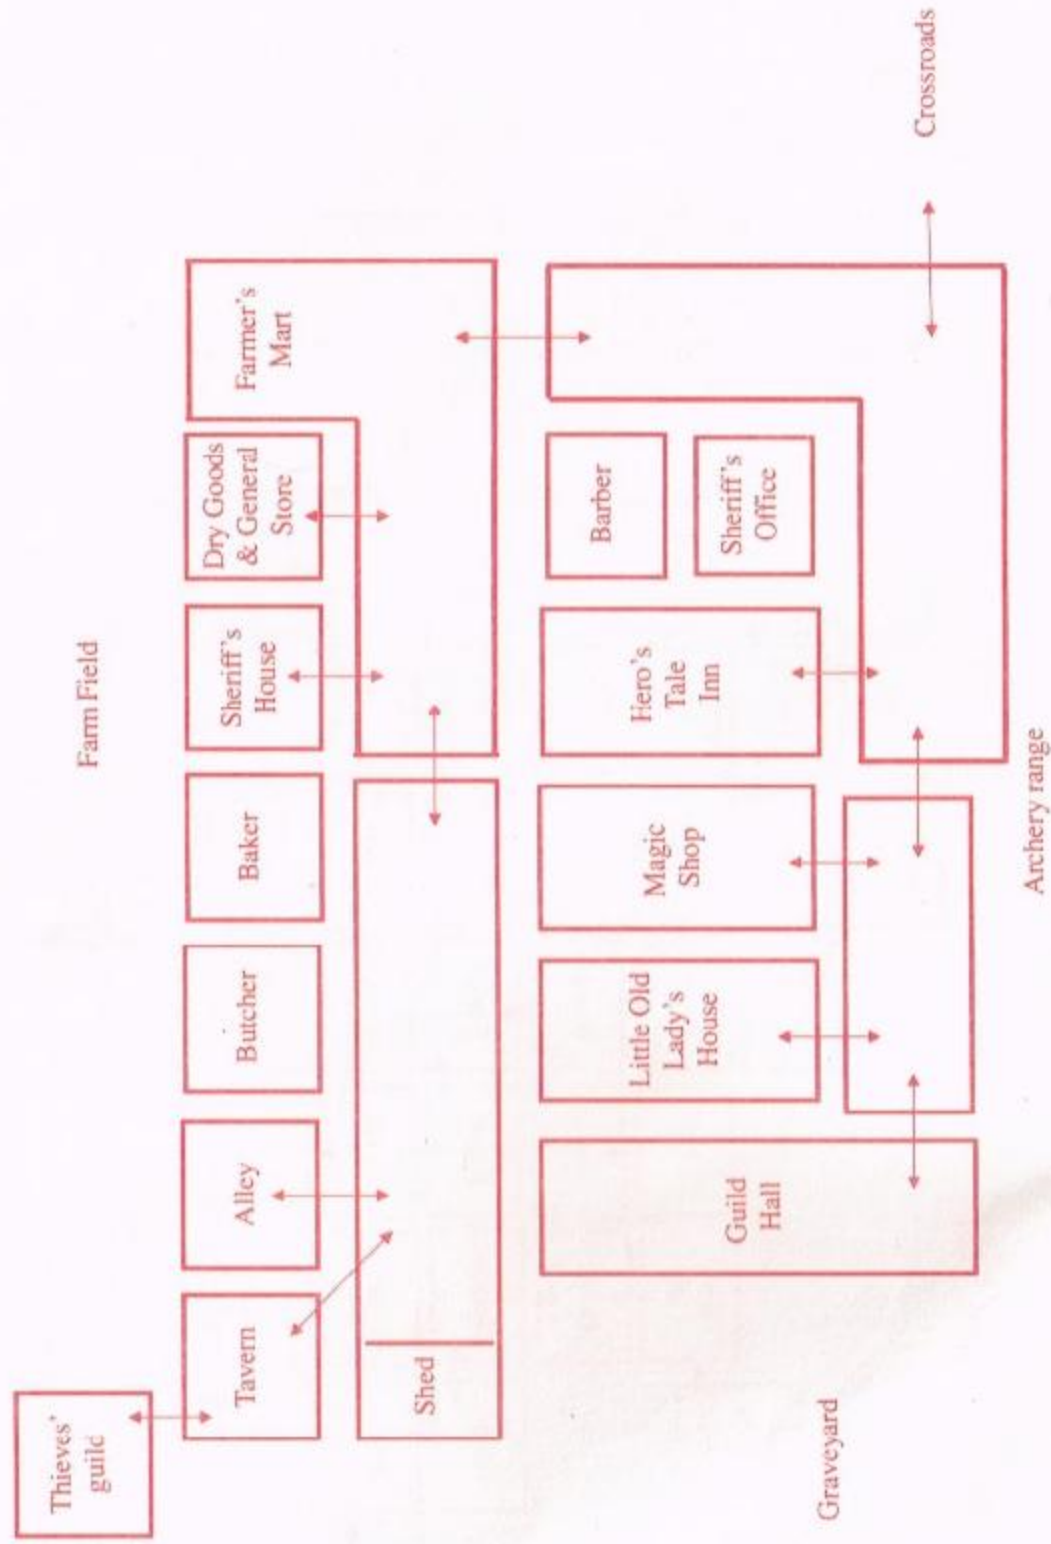 Farm Field
Thieves'
guild
Tavern
Alley
Butcher
Baker
Sheriff's
House
Dry Goods
& General
Store
Farmer's
Mart
Shed
Guild
Hall
Little Old
Lady's
House
Magic
Shop
Hero's
Tale
Inn
Barber
Sheriff's
Office
Crossroads
Graveyard
Archery range